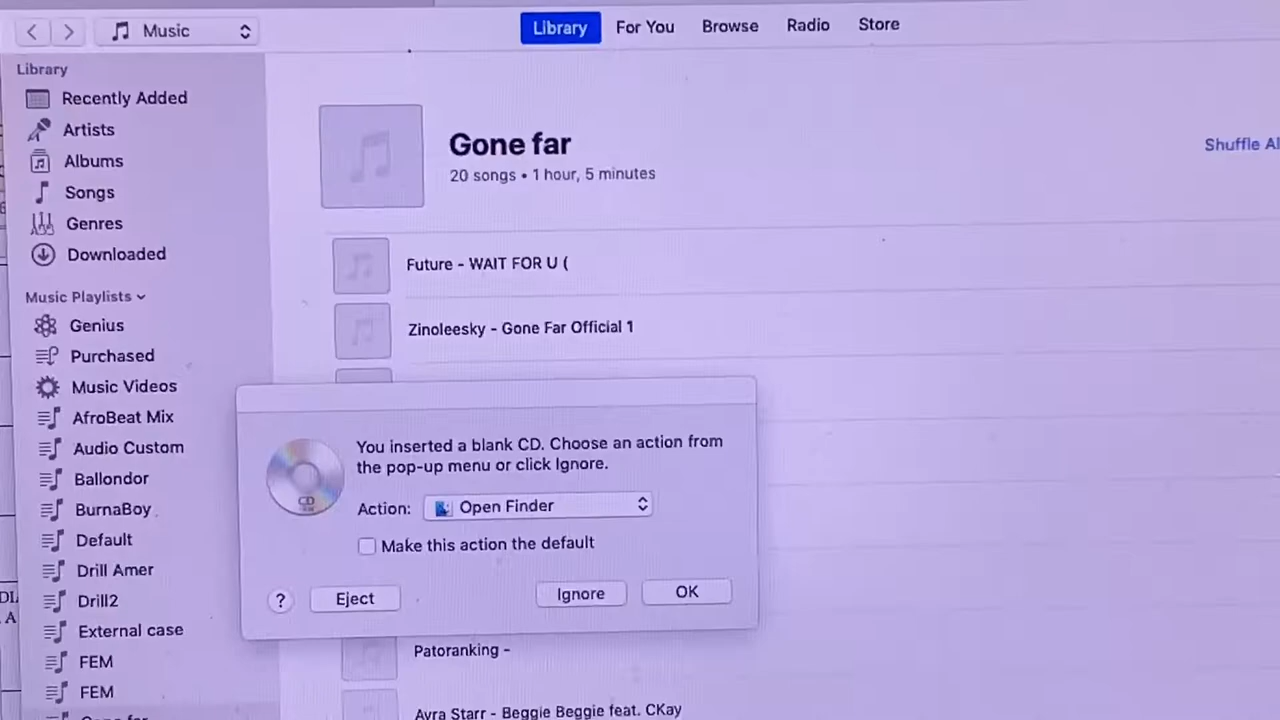 Music
Library
For You
Browse
Radio
Store
Library
Recently Added
Artists
Albums
Songs
Genres
Downloaded
Music Playlists
Genius
Purchased
Music Videos
AfroBeat Mix
Audio Custom
Ballondor
BurnaBoy
Default
Drill Amer
Drill2
External case
FEM
FEM
Gone far
20 songs • 1 hour, 5 minutes
Shuffle Al
Future - WAIT FOR U (
Zinoleesky - Gone Far Official 1
You inserted a blank CD. Choose an action from
the pop-up menu or click Ignore.
CD
Action:
Open Finder
Make this action the default
?
Eject
Ignore
OK
Patoranking -
Ayra Starr - Beggie Beggie feat. CKay